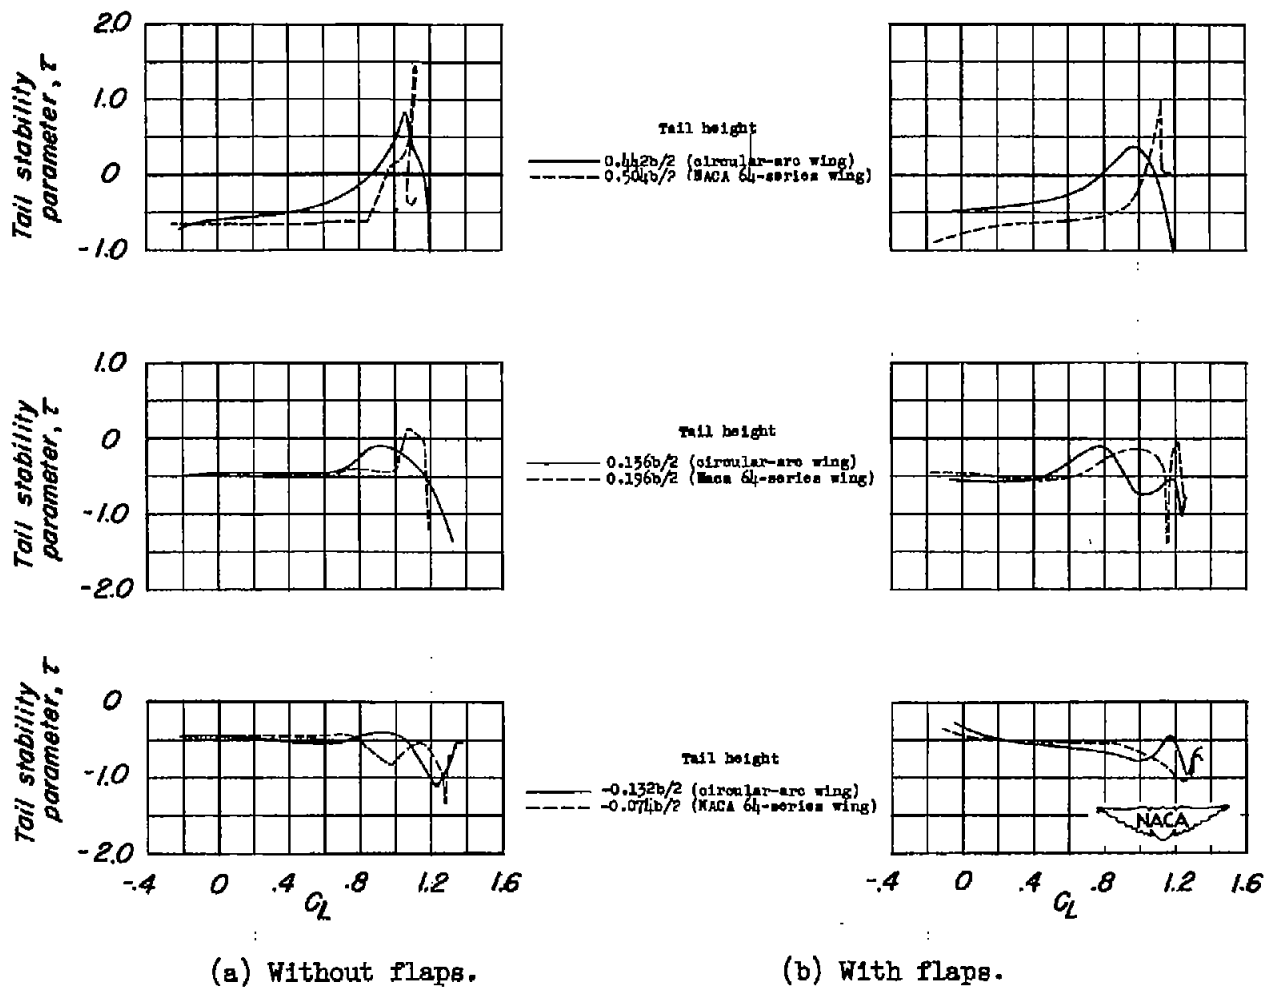 2.0
1.0
0
-1.0
Tail stability
parameter, τ
Tail height
0.442b/2 (circular-arc wing)
0.504b/2 (NACA 64-series wing)
1.0
0
-1.0
-2.0
Tail stability
parameter, τ
Tail height
0.136b/2 (circular-arc wing)
0.196b/2 (Naca 64-series wing)
0
-1.0
-2.0
Tail stability
parameter, τ
Tail height
-0.132b/2 (circular-arc wing)
-0.074b/2 (NACA 64-series wing)
NACA
-.4 0 .4 .8 1.2 1.6
C_L
-.4 0 .4 .8 1.2 1.6
C_L
(a) Without flaps.
(b) With flaps.